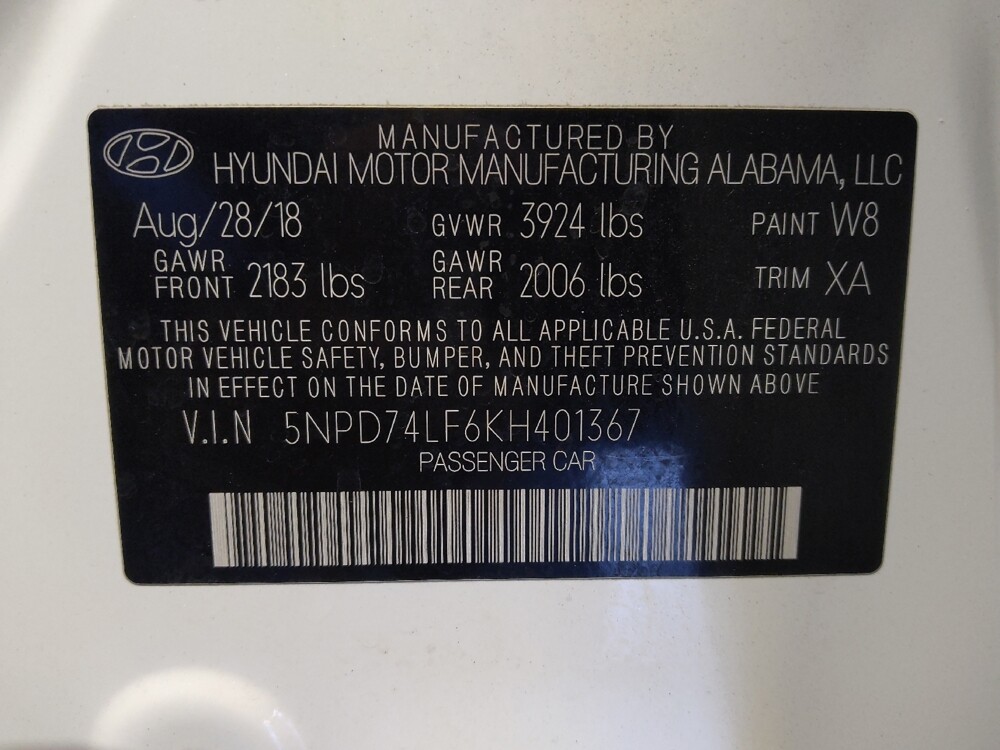 MANUFACTURED BY
HYUNDAI MOTOR MANUFACTURING ALABAMA, LLC
Aug/28/18 GVWR 3924 lbs PAINT W8
GAWR FRONT 2183 lbs GAWR REAR 2006 lbs TRIM XA
THIS VEHICLE CONFORMS TO ALL APPLICABLE U.S.A. FEDERAL
MOTOR VEHICLE SAFETY, BUMPER, AND THEFT PREVENTION STANDARDS
IN EFFECT ON THE DATE OF MANUFACTURE SHOWN ABOVE
V.I.N 5NPD74LF6KH401367
PASSENGER CAR